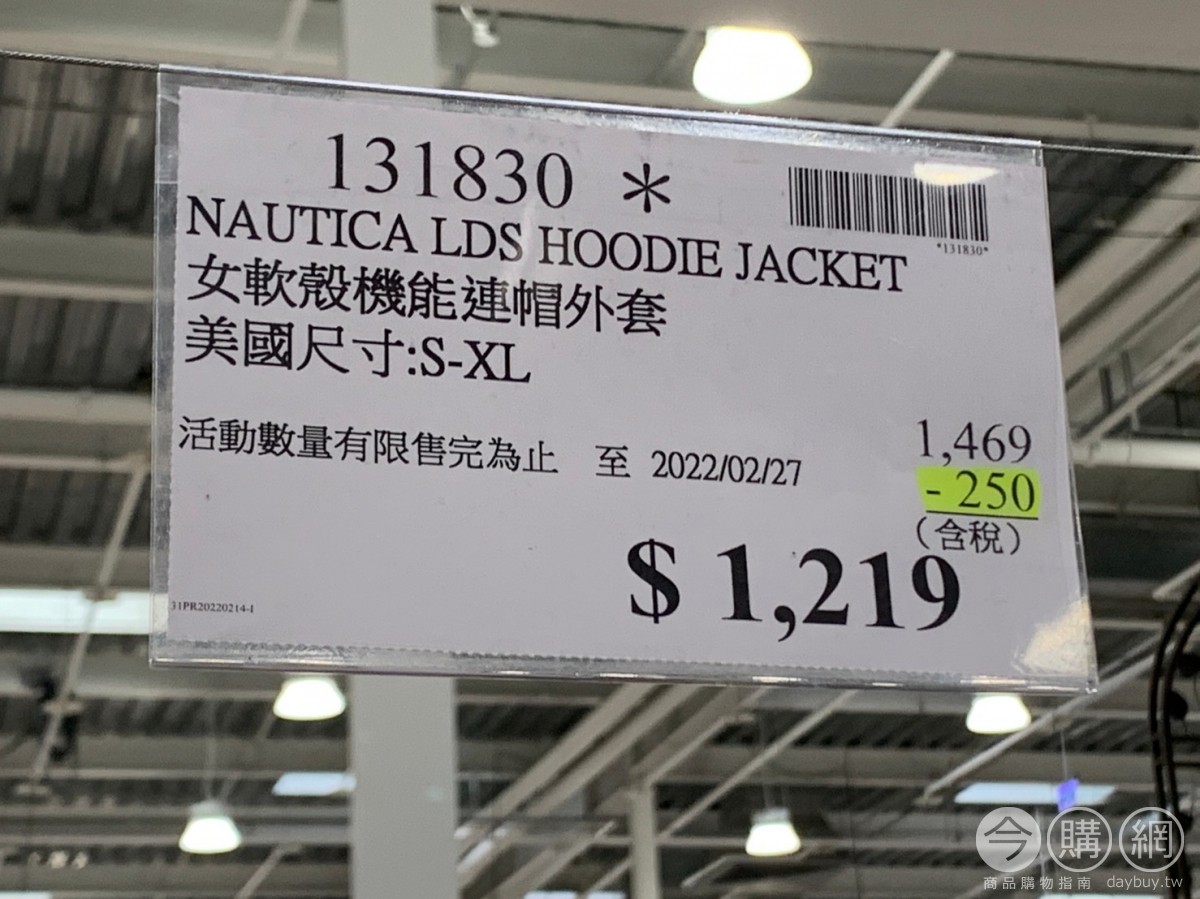 131830 *
*131830*
NAUTICA LDS HOODIE JACKET
女軟殼機能連帽外套
美國尺寸:S-XL
活動數量有限售完為止 至 2022/02/27
1,469
- 250
(含稅)
$ 1,219
31PR20220214-1
今購網
商品購物指南 daybuy.tw